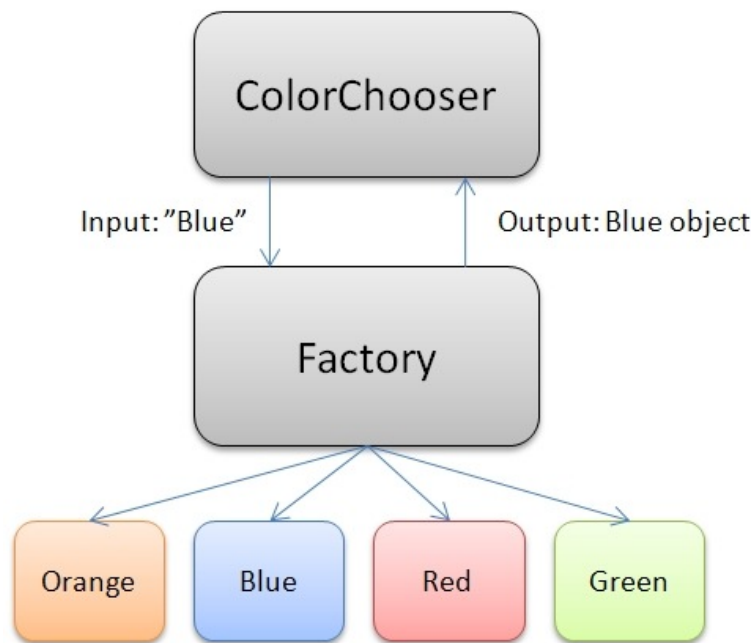 ColorChooser
Input: ”Blue”
Output: Blue object
Factory
Orange
Blue
Red
Green